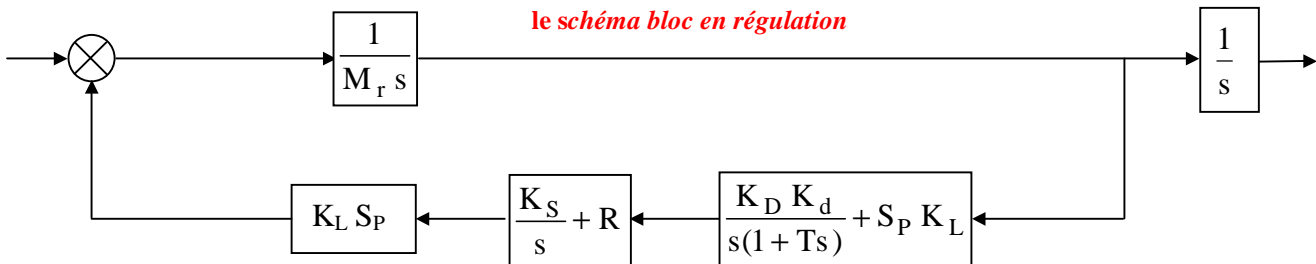 le schéma bloc en régulation
1 / (M_r s)
1 / s
K_L S_P
K_S / s + R
K_D K_d / (s(1 + Ts)) + S_P K_L